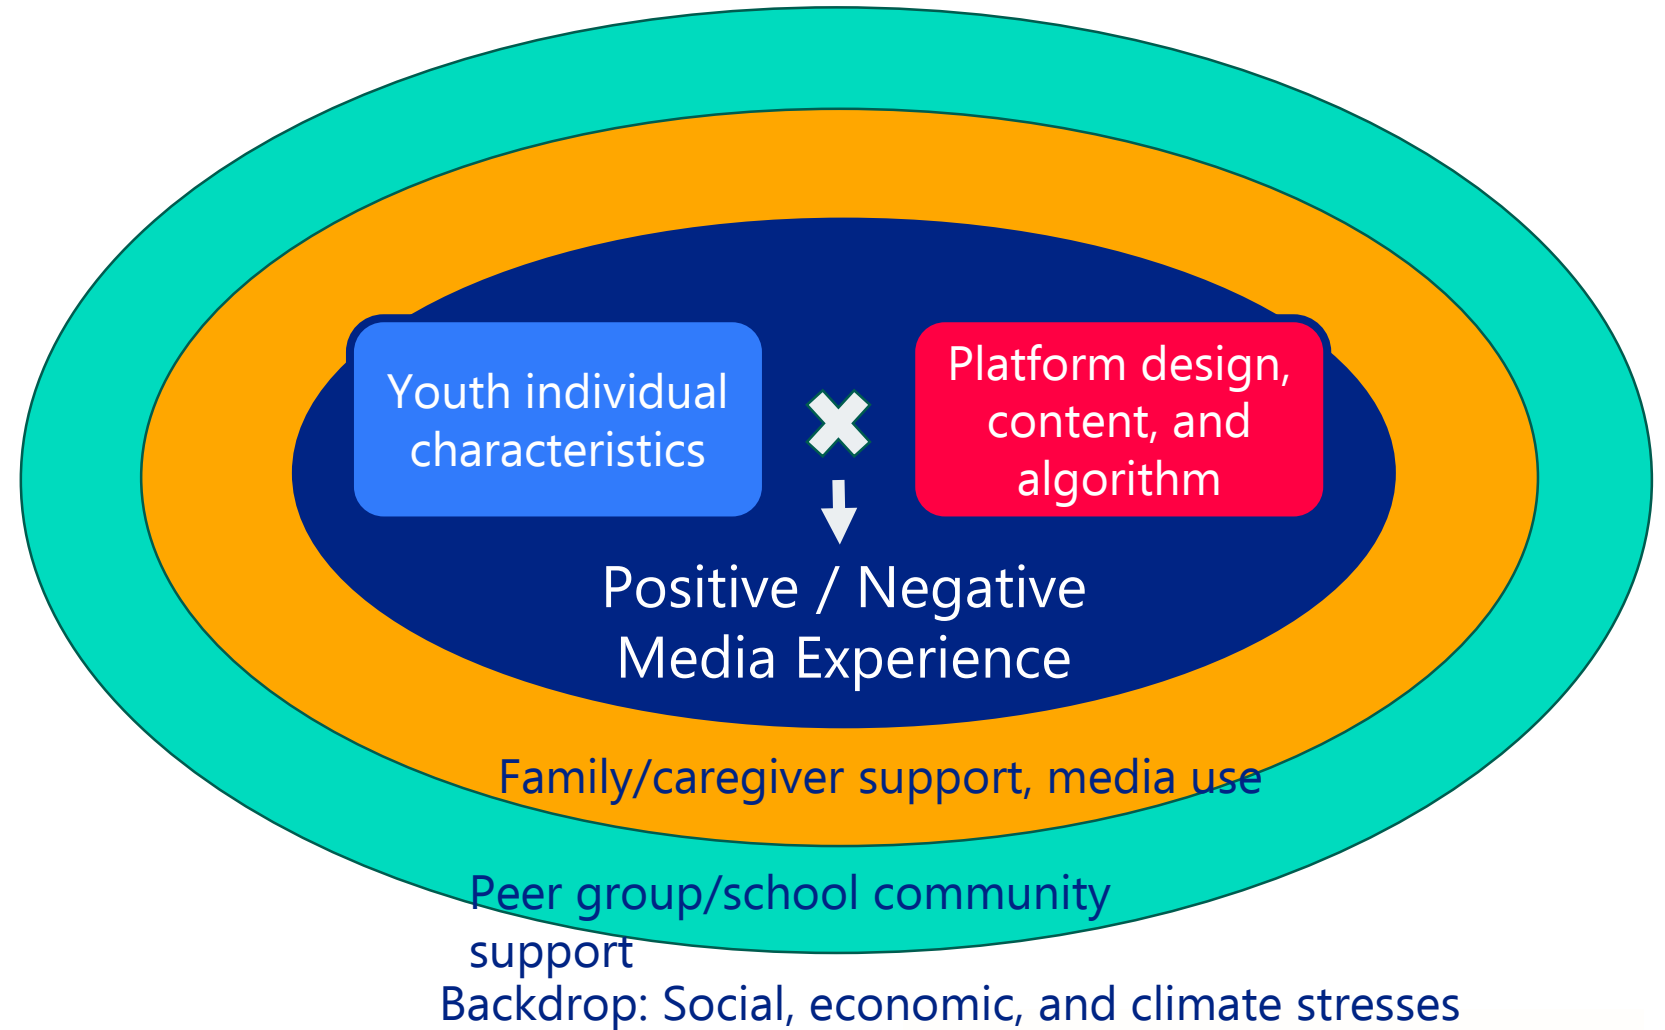 Youth individual
characteristics
Platform design,
content, and
algorithm
Positive / Negative
Media Experience
Family/caregiver support, media use
Peer group/school community
support
Backdrop: Social, economic, and climate stresses